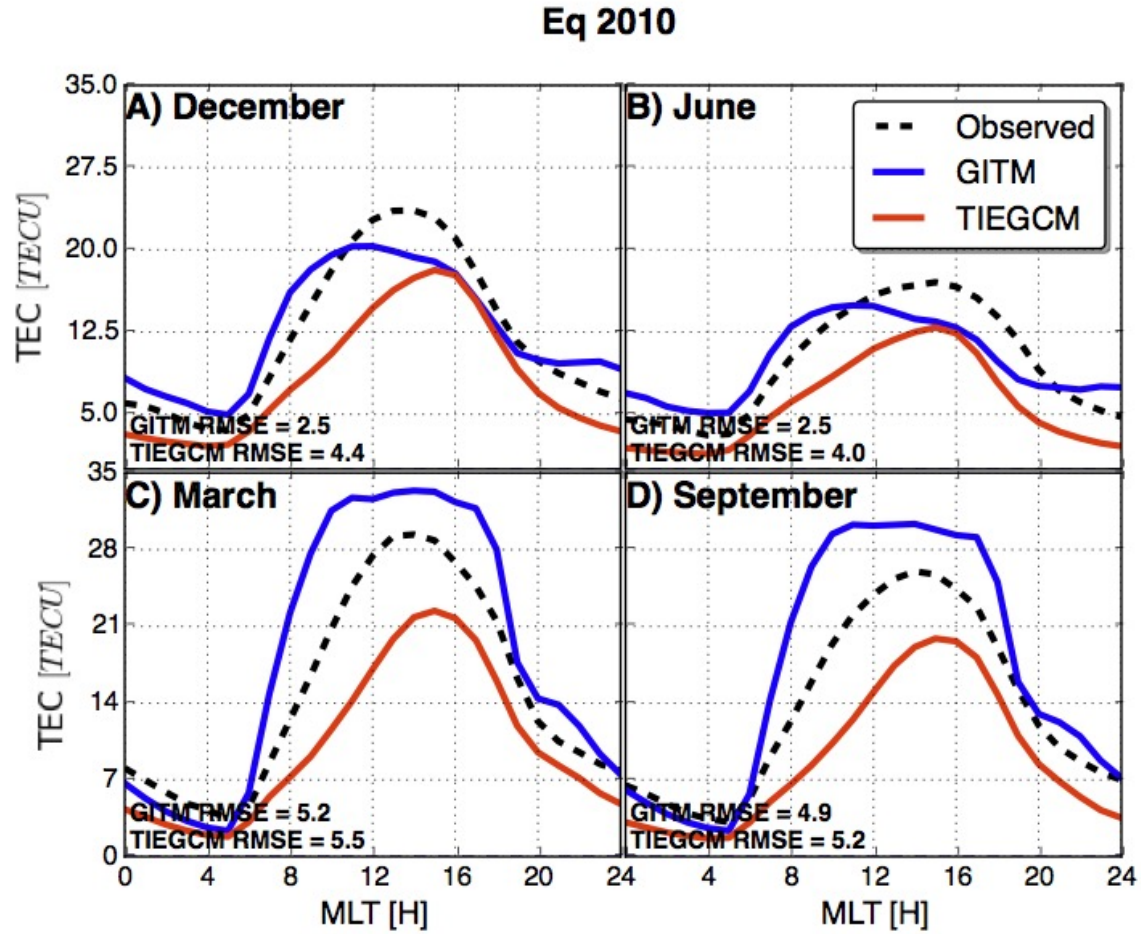 Eq 2010
A) December
B) June
Observed
GITM
TIEGCM
35.0
27.5
20.0
12.5
5.0
TEC [TECU]
GITM RMSE = 2.5
TIEGCM RMSE = 4.4
GITM RMSE = 2.5
TIEGCM RMSE = 4.0
C) March
D) September
35
28
21
14
7
0
TEC [TECU]
GITM RMSE = 5.2
TIEGCM RMSE = 5.5
GITM RMSE = 4.9
TIEGCM RMSE = 5.2
0 4 8 12 16 20 24 4 8 12 16 20 24
MLT [H]
MLT [H]